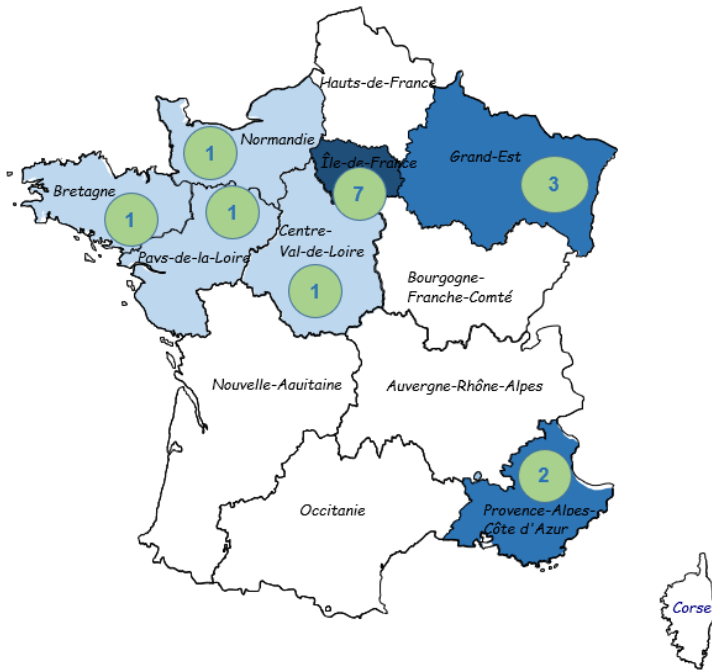 Hauts-de-France
Normandie
1
Île-de-France
Grand-Est
3
7
Bretagne
1
1
Centre-
Val-de-Loire
Pays-de-la-Loire
1
Bourgogne-
Franche-Comté
Nouvelle-Aquitaine
Auvergne-Rhône-Alpes
2
Occitanie
Provence-Alpes-
Côte d'Azur
Corse